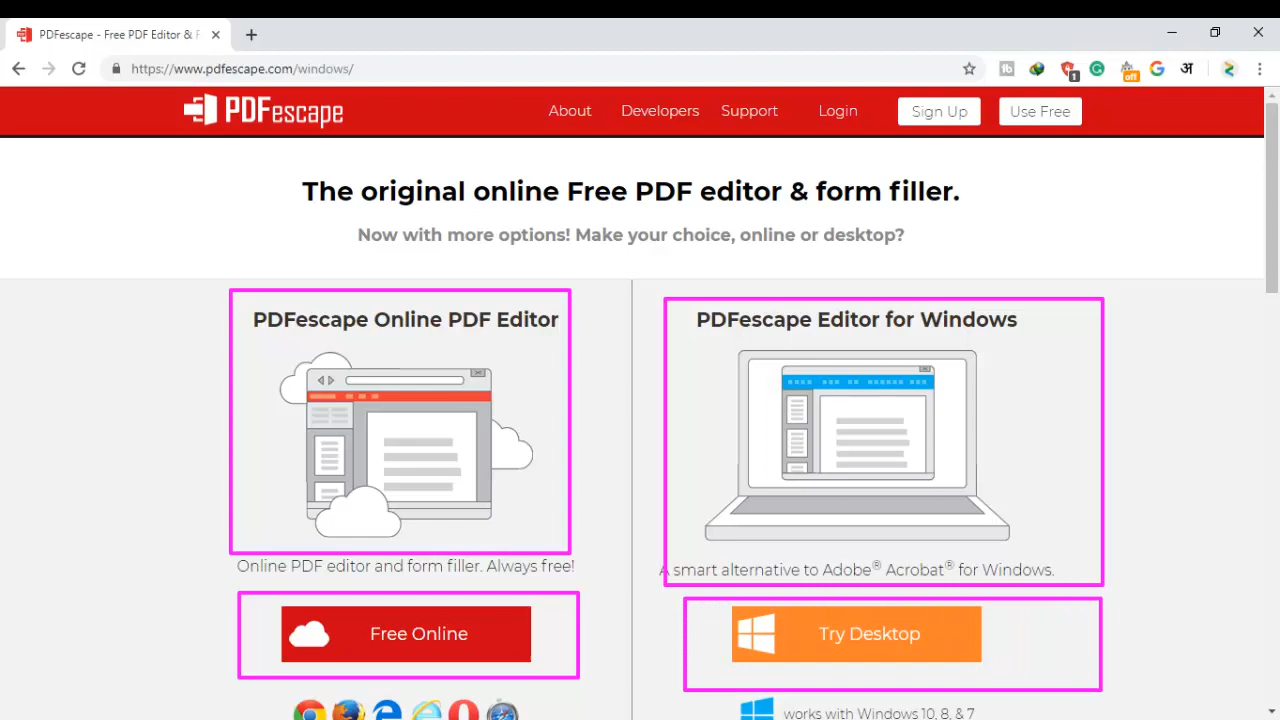 PDFescape - Free PDF Editor & F
https://www.pdfescape.com/windows/
1
off
अ
PDFescape
About Developers Support Login Sign Up Use Free
The original online Free PDF editor & form filler.
Now with more options! Make your choice, online or desktop?
PDFescape Online PDF Editor
Online PDF editor and form filler. Always free!
Free Online
PDFescape Editor for Windows
A smart alternative to Adobe® Acrobat® for Windows.
Try Desktop
works with Windows 10, 8, & 7